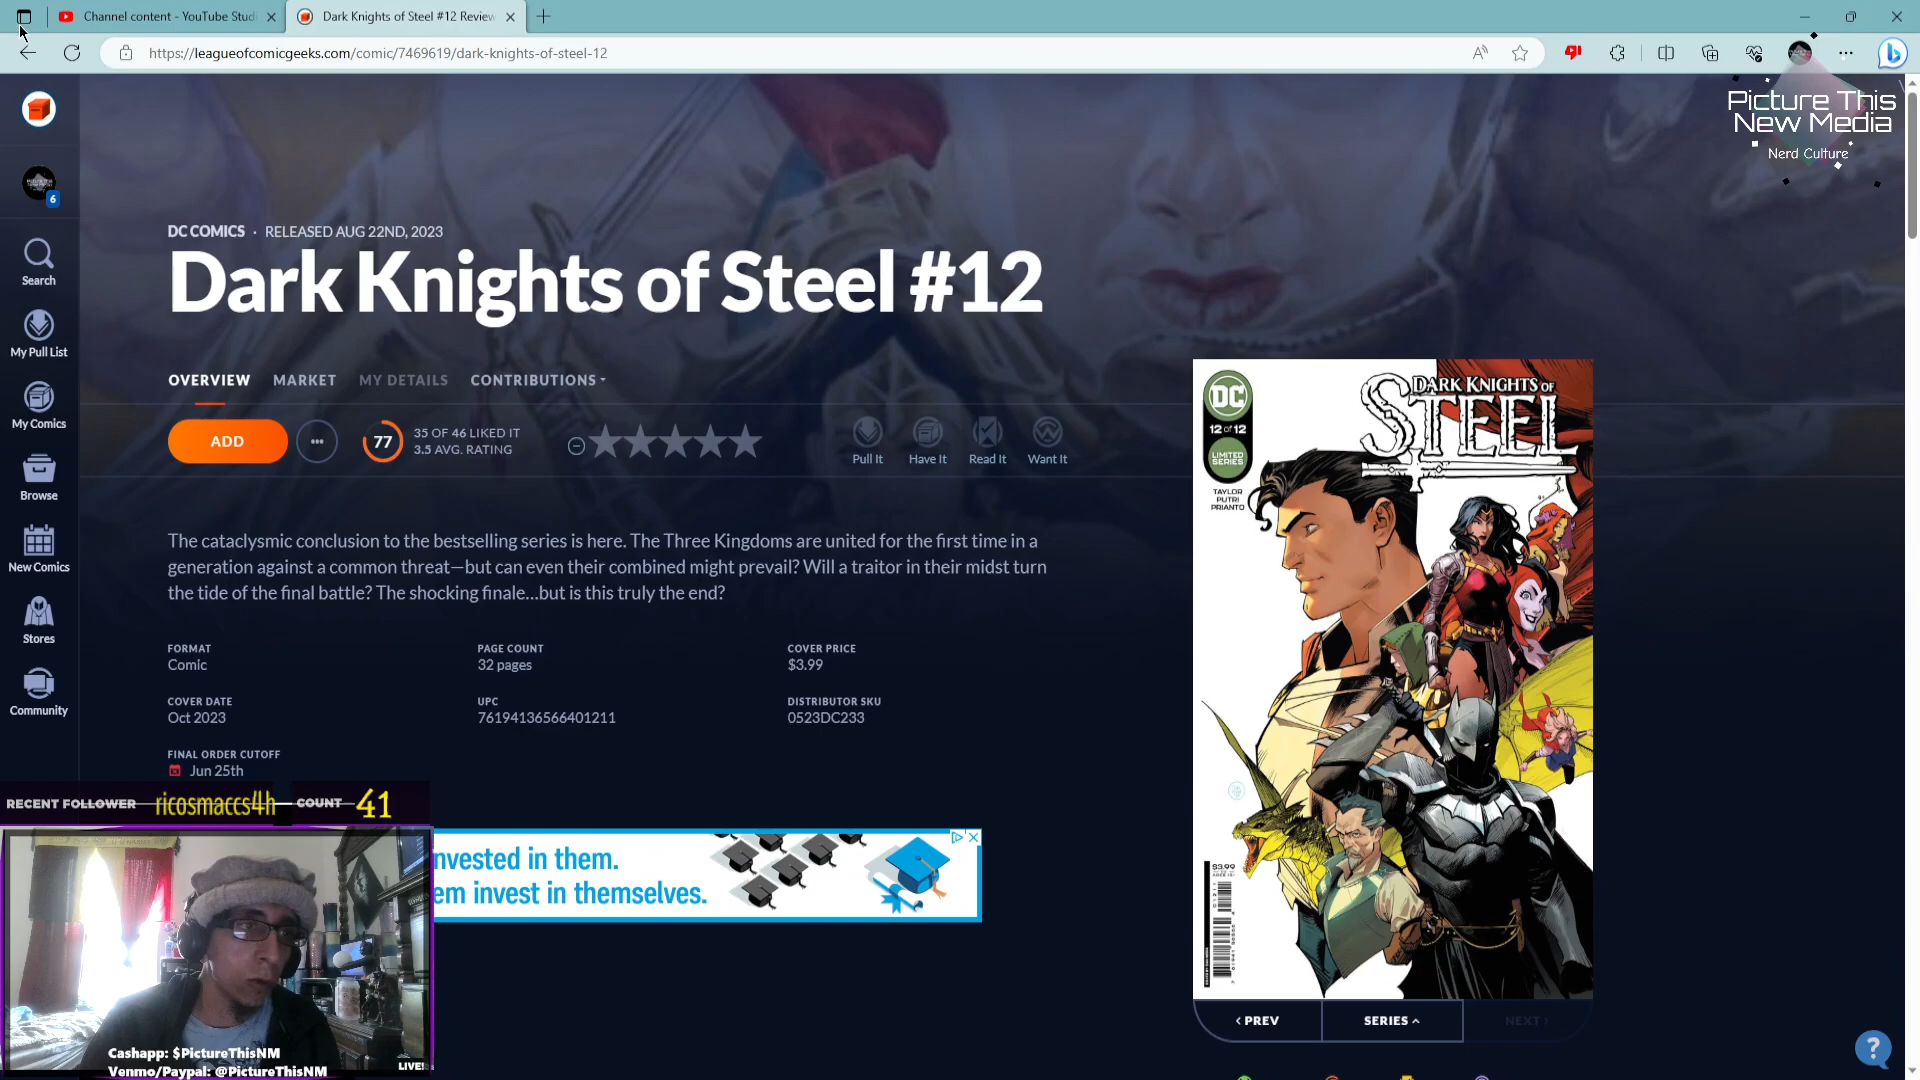 Channel content - YouTube Studi
Dark Knights of Steel #12 Review
https://leagueofcomicgeeks.com/comic/7469619/dark-knights-of-steel-12
Picture This
New Media
Nerd Culture
6
Search
My Pull List
My Comics
Browse
New Comics
Stores
Community
DC COMICS · RELEASED AUG 22ND, 2023
Dark Knights of Steel #12
OVERVIEW MARKET MY DETAILS CONTRIBUTIONS
ADD
77
35 OF 46 LIKED IT
3.5 AVG. RATING
Pull It Have It Read It Want It
The cataclysmic conclusion to the bestselling series is here. The Three Kingdoms are united for the first time in a
generation against a common threat—but can even their combined might prevail? Will a traitor in their midst turn
the tide of the final battle? The shocking finale...but is this truly the end?
FORMAT
Comic
PAGE COUNT
32 pages
COVER PRICE
$3.99
COVER DATE
Oct 2023
UPC
76194136566401211
DISTRIBUTOR SKU
0523DC233
FINAL ORDER CUTOFF
Jun 25th
RECENT FOLLOWER ricosmaccs4h COUNT 41
nvested in them.
em invest in themselves.
DC
12 OF 12
LIMITED
SERIES
TAYLOR
PUTRI
PRIANTO
DARK KNIGHTS OF
STEEL
$3.99
‹ PREV SERIES NEXT ›
Cashapp: $PictureThisNM
Venmo/Paypal: @PictureThisNM
LIVE!
?